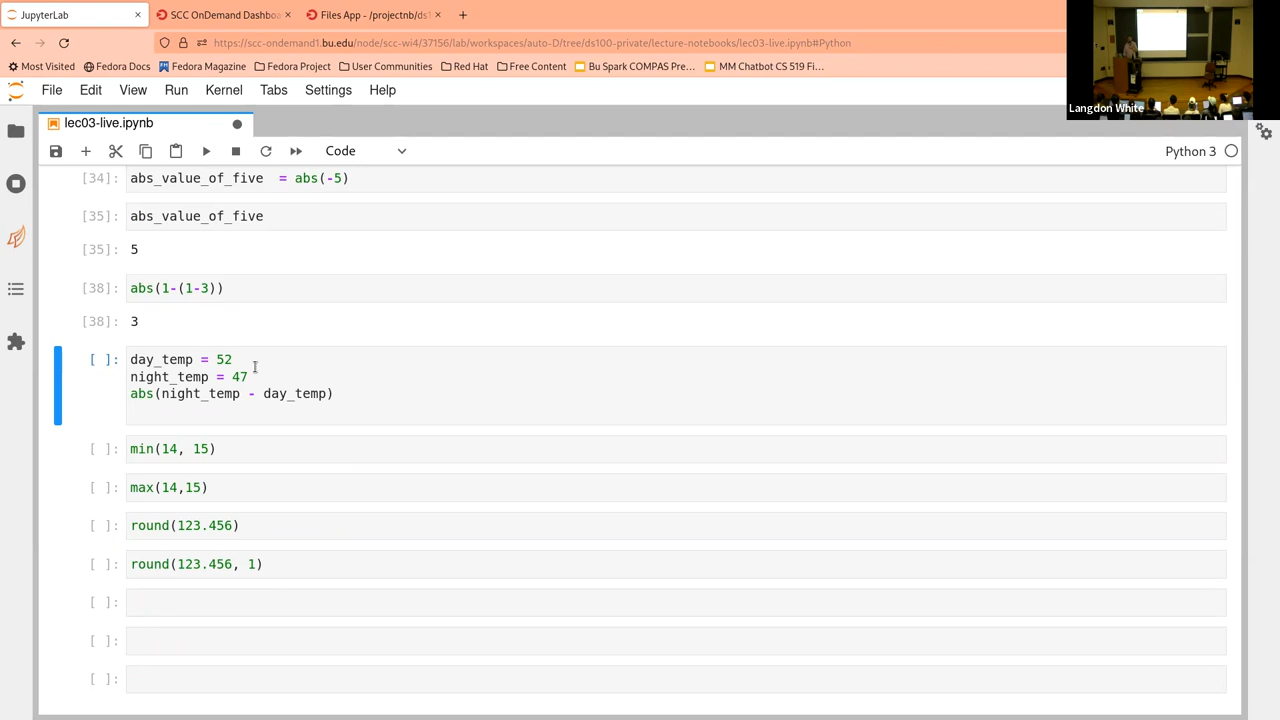 JupyterLab
SCC OnDemand Dashboa
Files App - /projectnb/ds1
https://scc-ondemand1.bu.edu/node/scc-wi4/37156/lab/workspaces/auto-D/tree/ds100-private/lecture-notebooks/lec03-live.ipynb#Python
Most Visited
Fedora Docs
Fedora Magazine
Fedora Project
User Communities
Red Hat
Free Content
Bu Spark COMPAS Pre...
MM Chatbot CS 519 Fi...
Langdon White
File Edit View Run Kernel Tabs Settings Help
lec03-live.ipynb
Code
Python 3
[34]: abs_value_of_five  = abs(-5)
[35]: abs_value_of_five
[35]: 5
[38]: abs(1-(1-3))
[38]: 3
[ ]: day_temp = 52
night_temp = 47
abs(night_temp - day_temp)
[ ]: min(14, 15)
[ ]: max(14,15)
[ ]: round(123.456)
[ ]: round(123.456, 1)
[ ]:
[ ]:
[ ]: